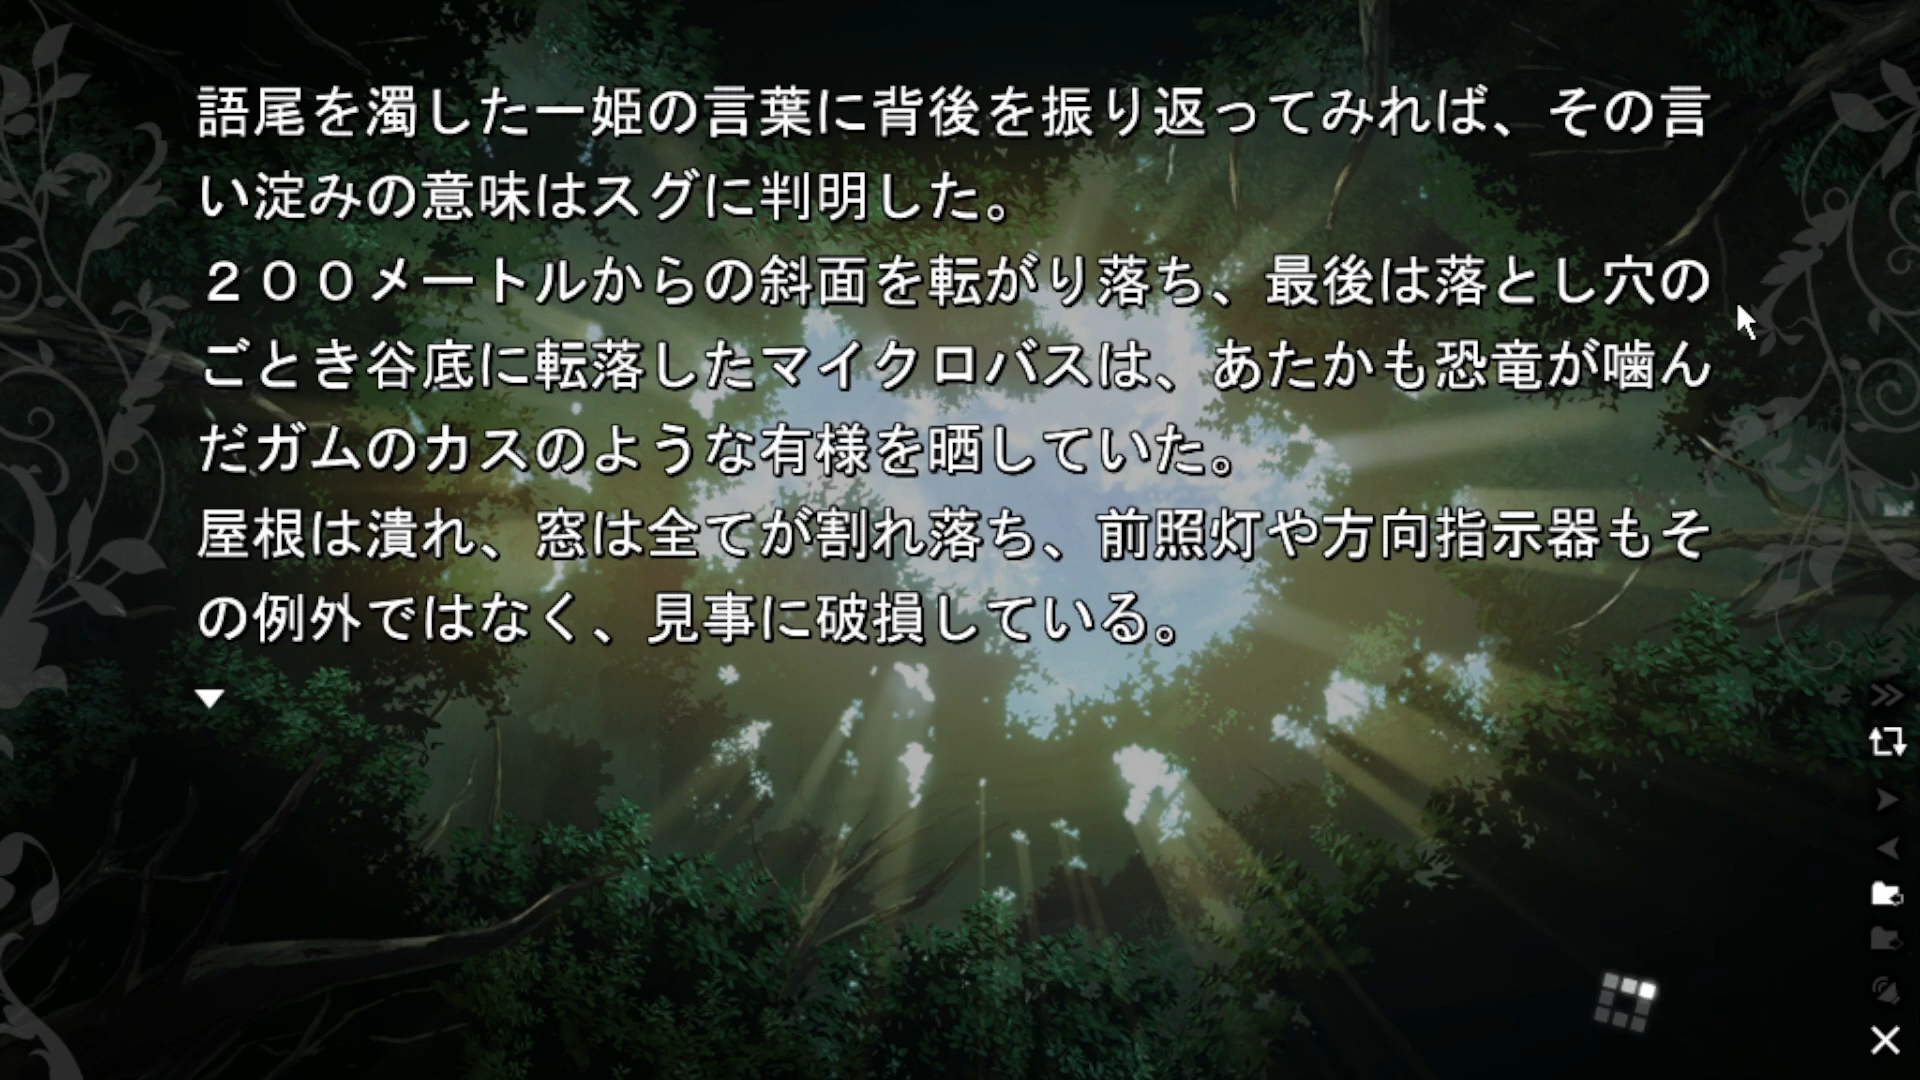 語尾を濁した一姫の言葉に背後を振り返ってみれば、その言
い淀みの意味はスグに判明した。
２００メートルからの斜面を転がり落ち、最後は落とし穴の
ごとき谷底に転落したマイクロバスは、あたかも恐竜が噛ん
だガムのカスのような有様を晒していた。
屋根は潰れ、窓は全てが割れ落ち、前照灯や方向指示器もそ
の例外ではなく、見事に破損している。